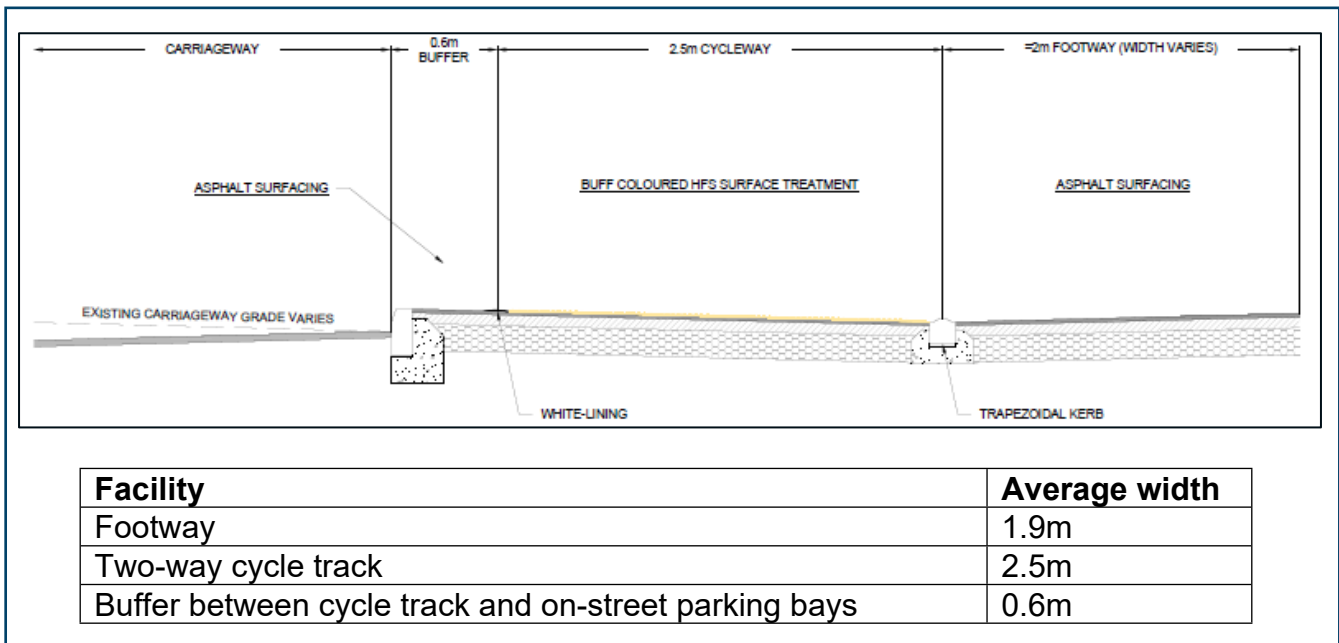 CARRIAGEWAY
0.6m
BUFFER
2.5m CYCLEWAY
=2m FOOTWAY (WIDTH VARIES)
ASPHALT SURFACING
BUFF COLOURED HFS SURFACE TREATMENT
ASPHALT SURFACING
EXISTING CARRIAGEWAY GRADE VARIES
WHITE-LINING
TRAPEZOIDAL KERB
Facility Average width
Footway 1.9m
Two-way cycle track 2.5m
Buffer between cycle track and on-street parking bays 0.6m